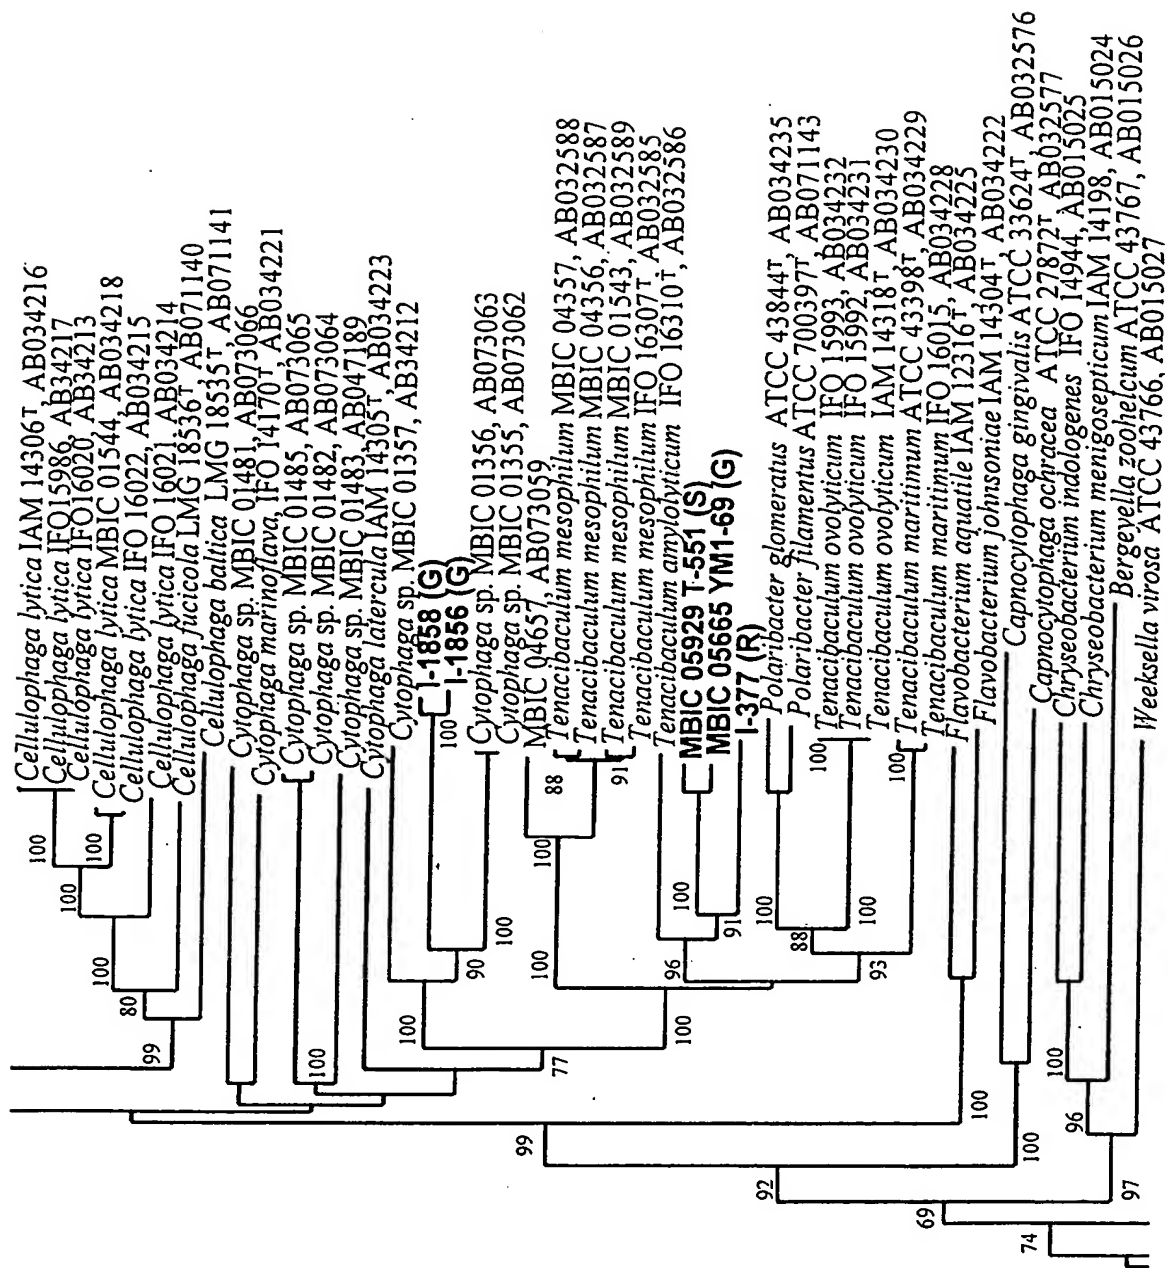 Cellulophaga lytica IAM 14306T, AB034216
Cellulophaga lytica IFO15986, AB34217
Cellulophaga lytica IFO16020, AB34213
Cellulophaga lytica MBIC 01544, AB034218
Cellulophaga lytica IFO 16022, AB034215
Cellulophaga lytica IFO 16021, AB034214
Cellulophaga fucicola LMG 18536T, AB071140
Cellulophaga baltica LMG 18535T, AB071141
Cytophaga sp. MBIC 01481, AB073066
Cytophaga marinoflava, IFO 14170T, AB034221
Cytophaga sp. MBIC 01485, AB073065
Cytophaga sp. MBIC 01482, AB073064
Cytophaga sp. MBIC 01483, AB047189
Cytophaga latercula IAM 14305T, AB034223
Cytophaga sp. MBIC 01357, AB34212
I-1858 (G)
I-1856 (G)
Cytophaga sp. MBIC 01356, AB073063
Cytophaga sp. MBIC 01355, AB073062
MBIC 04657, AB073059
Tenacibaculum mesophilum MBIC 04357, AB032588
Tenacibaculum mesophilum MBIC 04356, AB032587
Tenacibaculum mesophilum MBIC 01543, AB032589
Tenacibaculum mesophilum IFO 16307T, AB032585
Tenacibaculum amylolyticum IFO 16310T, AB032586
MBIC 05929 T-551 (S)
MBIC 05665 YM1-69 (G)
I-377 (R)
Polaribacter glomeratus ATCC 43844T, AB034235
Polaribacter filamentus ATCC 700397T, AB071143
Tenacibaculum ovolyticum IFO 15993, AB034232
Tenacibaculum ovolyticum IFO 15992, AB034231
Tenacibaculum ovolyticum IAM 14318T, AB034230
Tenacibaculum maritimum ATCC 43398T, AB034229
Tenacibaculum maritimum IFO 16015, AB034228
Flavobacterium aquatile IAM 12316T, AB034225
Flavobacterium johnsoniae IAM 14304T, AB034222
Capnocytophaga gingivalis ATCC 33624T, AB032576
Capnocytophaga ochracea ATCC 27872T, AB032577
Chryseobacterium indologenes IFO 14944, AB015025
Chryseobacterium menigosepticum IAM 14198, AB015024
Bergeyella zoohelcum ATCC 43767, AB015026
Weeksella virosa ATCC 43766, AB015027
100
100
100
100
80
99
100
100
100
90
100
77
88
91
100
100
100
96
100
91
100
100
100
88
100
93
100
99
100
92
100
96
97
69
74